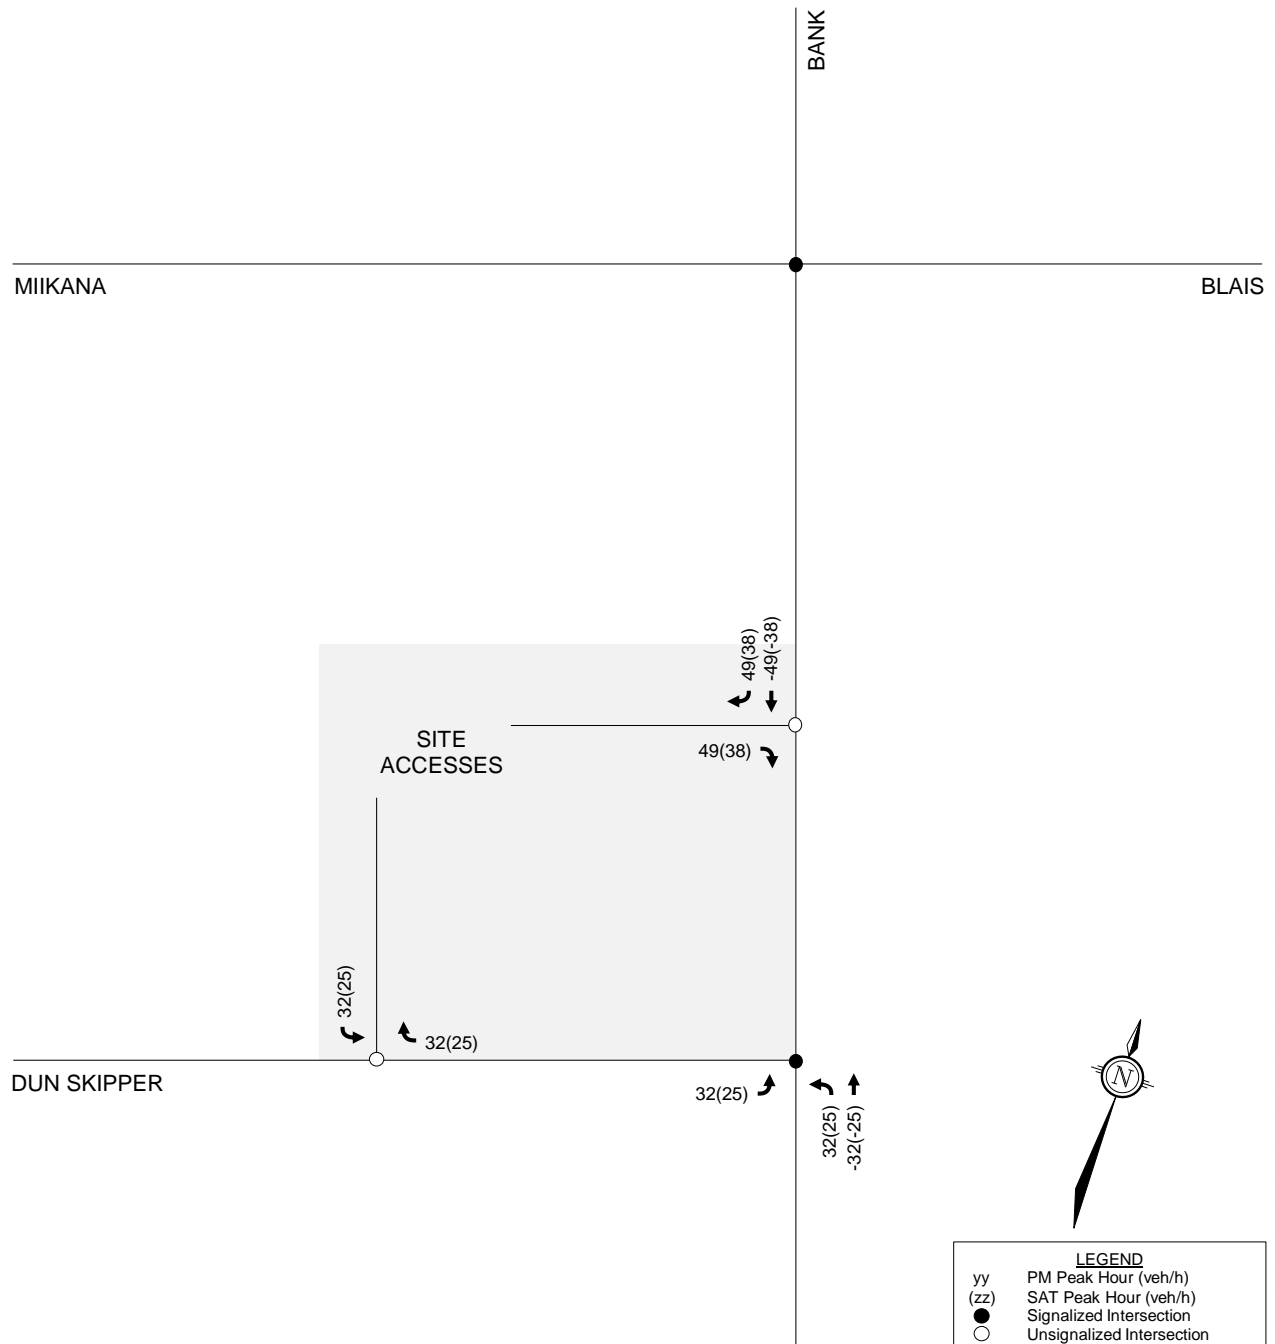 BANK
MIIKANA
BLAIS
49(38)
-49(-38)
SITE
ACCESSES
49(38)
32(25)
32(25)
DUN SKIPPER
32(25)
32(25)
-32(-25)
N
LEGEND
yy PM Peak Hour (veh/h)
(zz) SAT Peak Hour (veh/h)
Signalized Intersection
Unsignalized Intersection